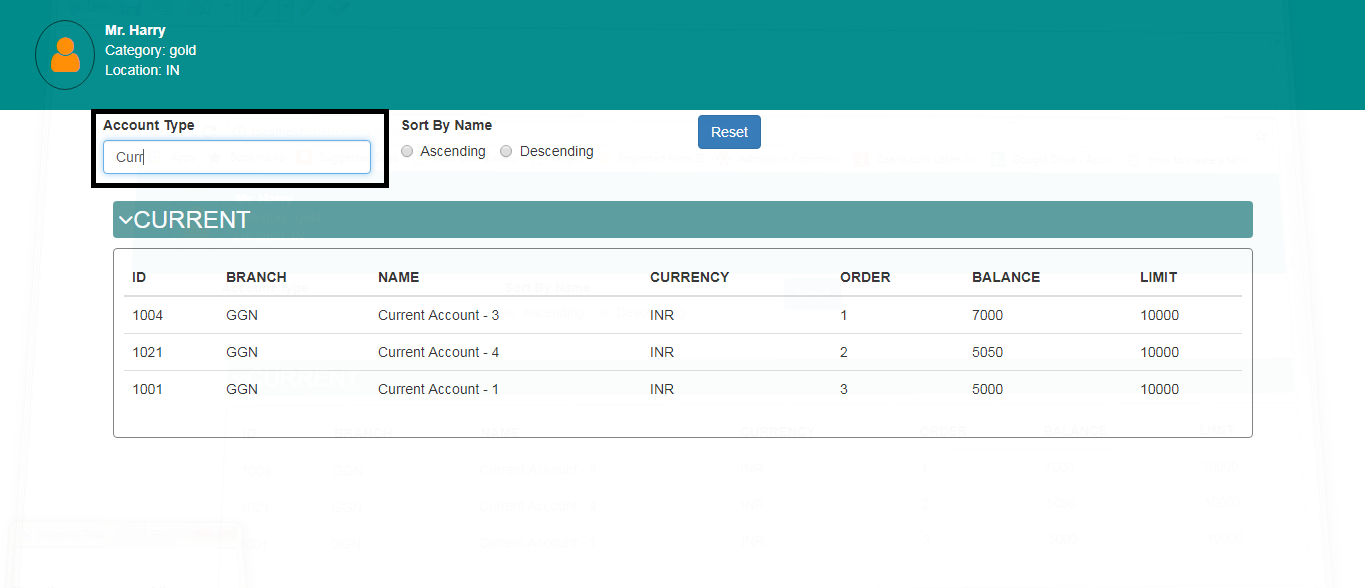 Mr. Harry
Category: gold
Location: IN
Account Type
Curr
Sort By Name
Ascending Descending
Reset
CURRENT
ID BRANCH NAME CURRENCY ORDER BALANCE LIMIT
1004 GGN Current Account - 3 INR 1 7000 10000
1021 GGN Current Account - 4 INR 2 5050 10000
1001 GGN Current Account - 1 INR 3 5000 10000